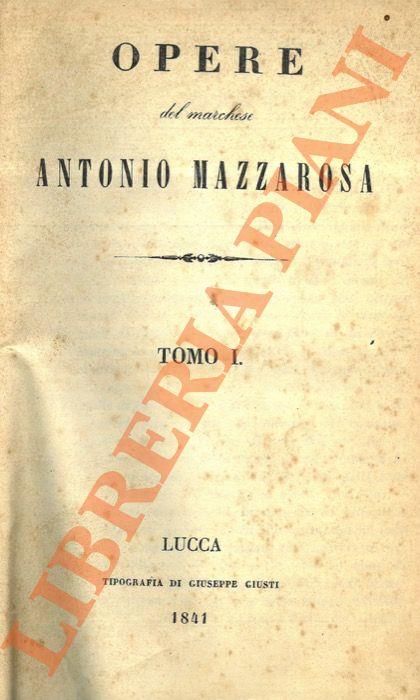 OPERE
del marchese
ANTONIO MAZZAROSA
TOMO I.
LUCCA
TIPOGRAFIA DI GIUSEPPE GIUSTI
1841
LIBRERIA PIANI